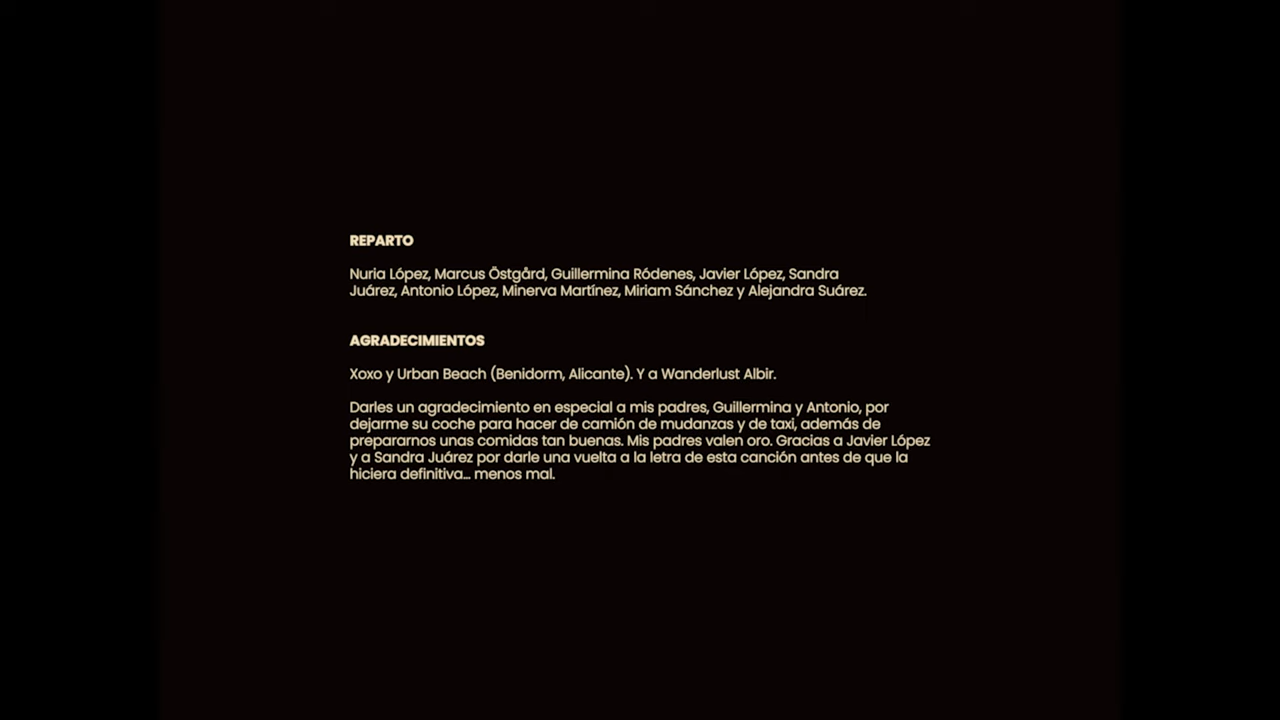 REPARTO
Nuria López, Marcus Östgård, Guillermina Ródenes, Javier López, Sandra
Juárez, Antonio López, Minerva Martínez, Miriam Sánchez y Alejandra Suárez.
AGRADECIMIENTOS
Xoxo y Urban Beach (Benidorm, Alicante). Y a Wanderlust Albir.
Darles un agradecimiento en especial a mis padres, Guillermina y Antonio, por
dejarme su coche para hacer de camión de mudanzas y de taxi, además de
prepararnos unas comidas tan buenas. Mis padres valen oro. Gracias a Javier López
y a Sandra Juárez por darle una vuelta a la letra de esta canción antes de que la
hiciera definitiva... menos mal.